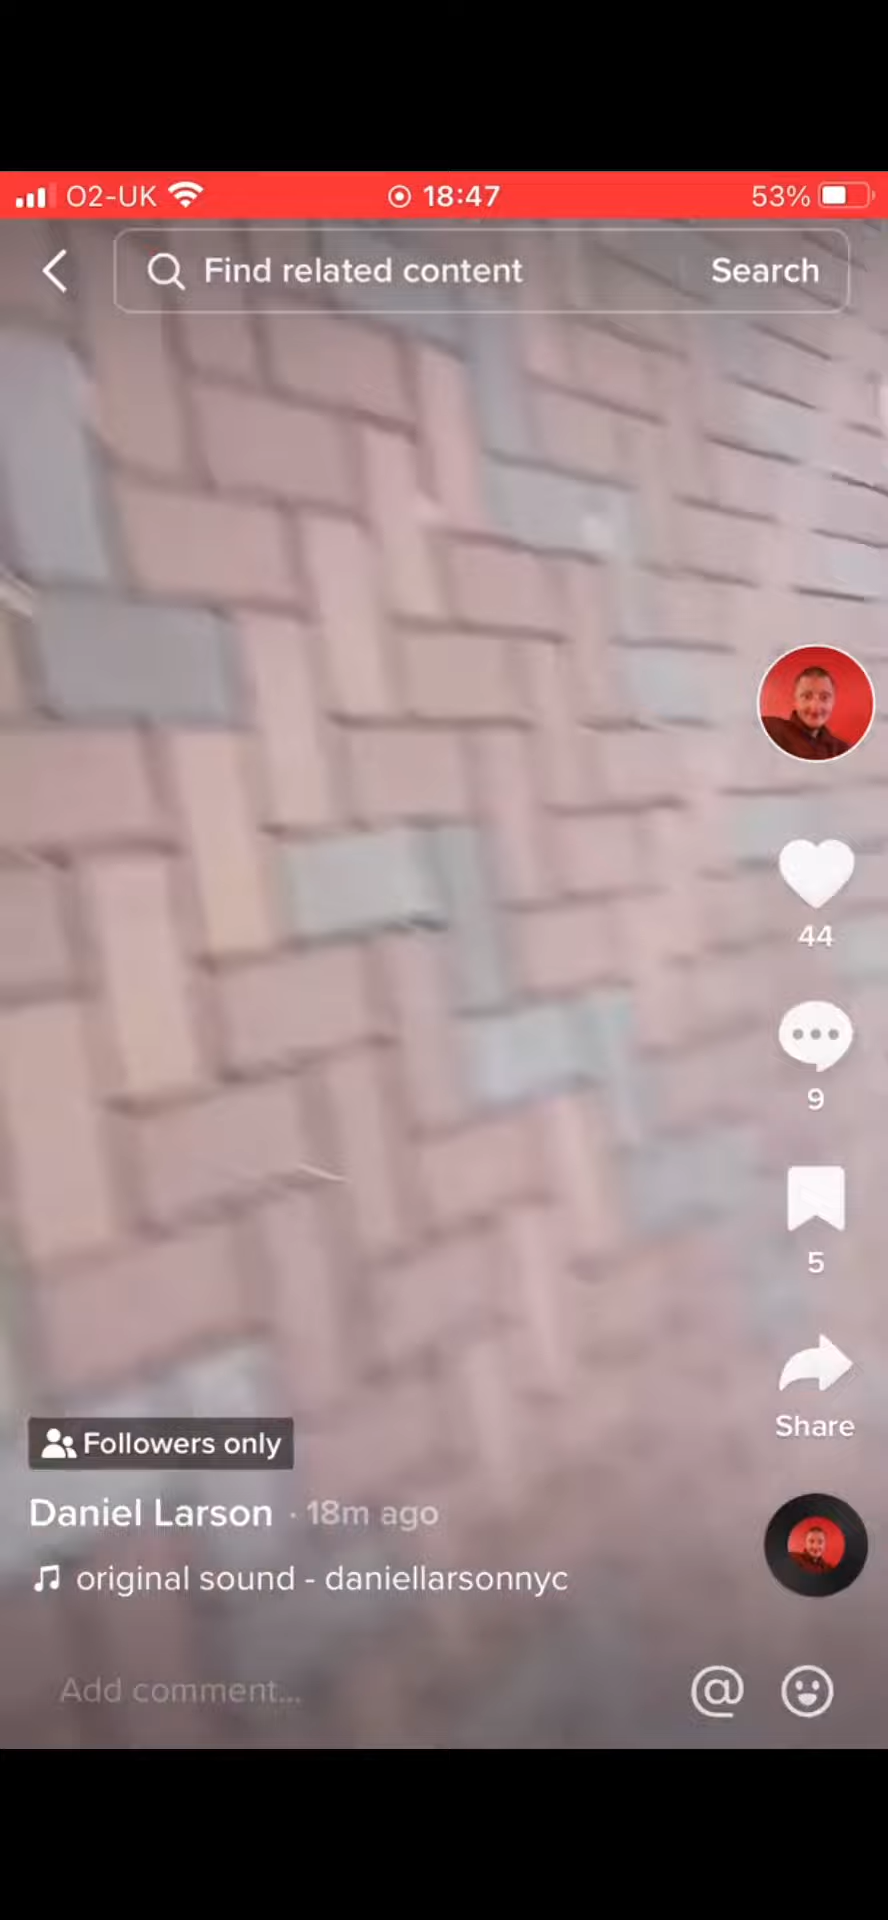 O2-UK 18:47 53%
Find related content Search
44
9
5
Share
Followers only
Daniel Larson · 18m ago
original sound - daniellarsonnyc
Add comment...